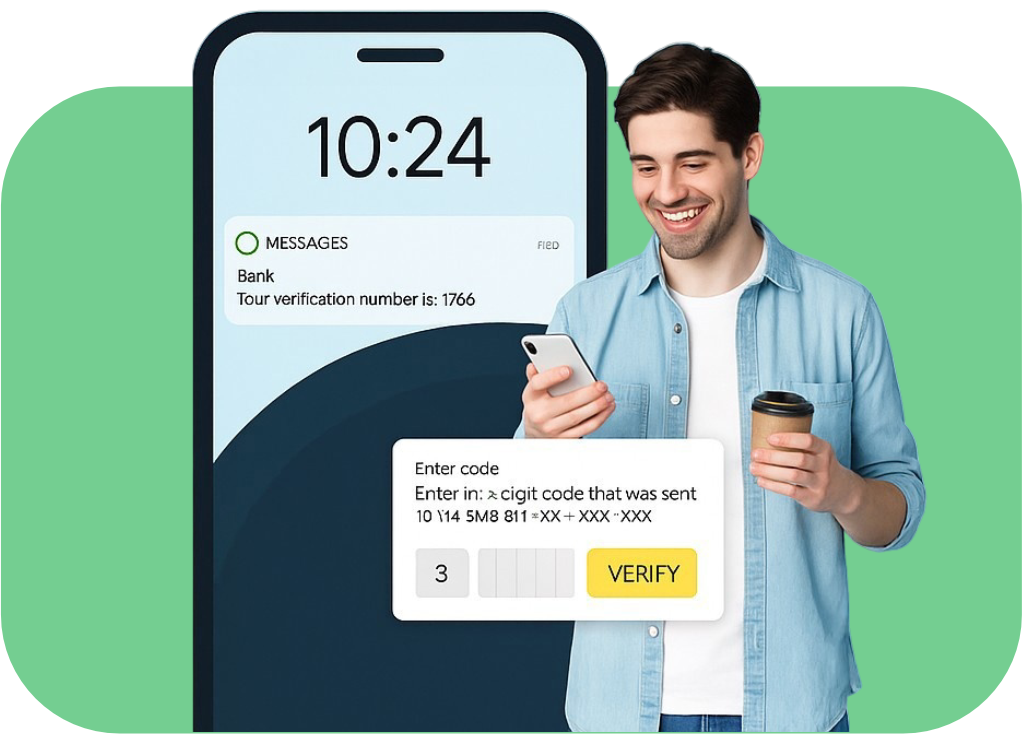 10:24
MESSAGES
Bank
Tour verification number is: 1766
Enter code
Enter in: cigit code that was sent
10 \14 5M8 811 XX + XXX XXX
3
VERIFY